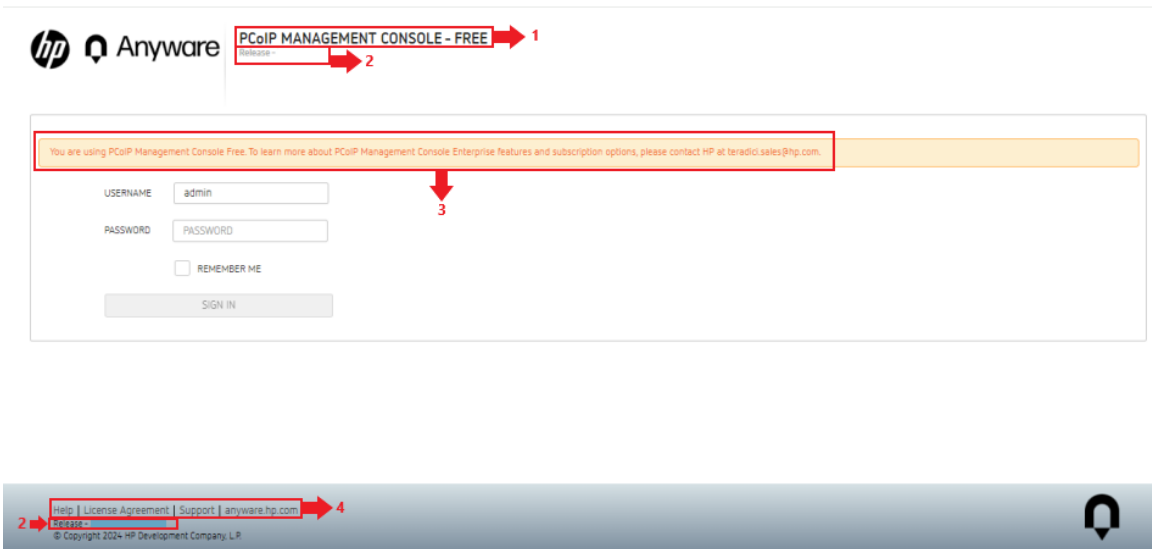 hp Anyware
PCoIP MANAGEMENT CONSOLE - FREE
1
Release -
2
You are using PCoIP Management Console Free. To learn more about PCoIP Management Console Enterprise features and subscription options, please contact HP at teradici.sales@hp.com.
3
USERNAME admin
PASSWORD PASSWORD
REMEMBER ME
SIGN IN
Help | License Agreement | Support | anyware.hp.com
4
2
Release -
© Copyright 2024 HP Development Company, L.P.